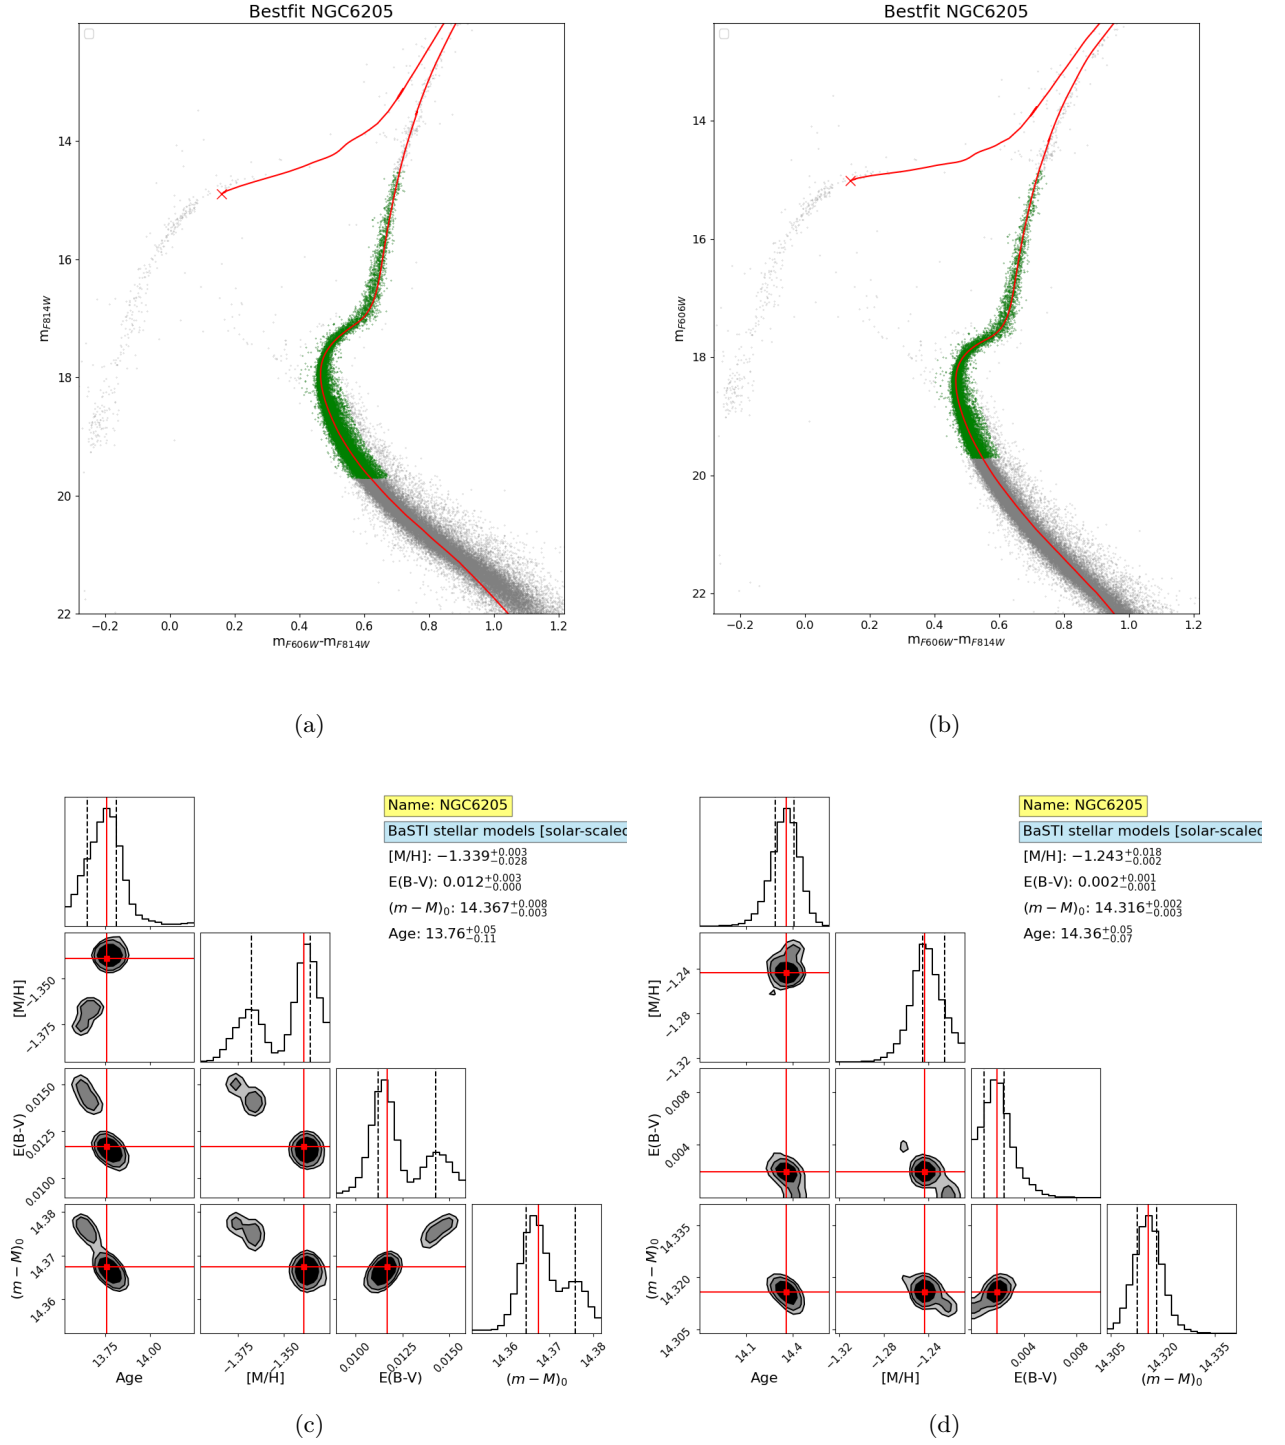 Bestfit NGC6205
Bestfit NGC6205
14
16
18
20
22
m_F814W
−0.2 0.0 0.2 0.4 0.6 0.8 1.0 1.2
m_F606W-m_F814W
14
16
18
20
22
m_F606W
−0.2 0.0 0.2 0.4 0.6 0.8 1.0 1.2
m_F606W-m_F814W
(a)
(b)
Name: NGC6205
BaSTI stellar models [solar-scaled
[M/H]: −1.339 +0.003 −0.028
E(B-V): 0.012 +0.003 −0.000
(m − M)₀: 14.367 +0.008 −0.003
Age: 13.76 +0.05 −0.11
[M/H]
−1.350
−1.375
E(B-V)
0.0150
0.0125
0.0100
(m − M)₀
14.38
14.37
14.36
13.75 14.00
Age
−1.375 −1.350
[M/H]
0.0100 0.0125 0.0150
E(B-V)
14.36 14.37 14.38
(m − M)₀
Name: NGC6205
BaSTI stellar models [solar-scaled
[M/H]: −1.243 +0.018 −0.002
E(B-V): 0.002 +0.001 −0.001
(m − M)₀: 14.316 +0.002 −0.003
Age: 14.36 +0.05 −0.07
[M/H]
−1.24
−1.28
−1.32
E(B-V)
0.008
0.004
(m − M)₀
14.335
14.320
14.305
14.1 14.4
Age
−1.32 −1.28 −1.24
[M/H]
0.004 0.008
E(B-V)
14.305 14.320 14.335
(m − M)₀
(c)
(d)